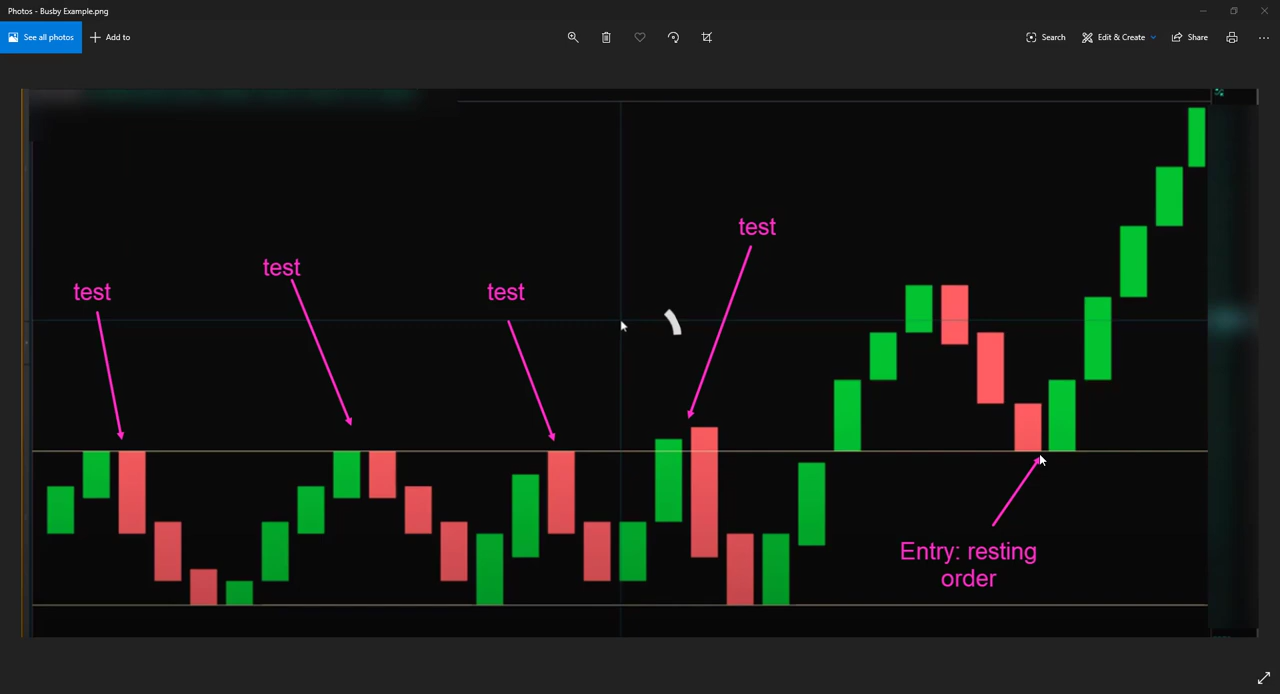 Photos - Busby Example.png
See all photos
Add to
Search
Edit & Create
Share
test
test
test
test
Entry: resting
order